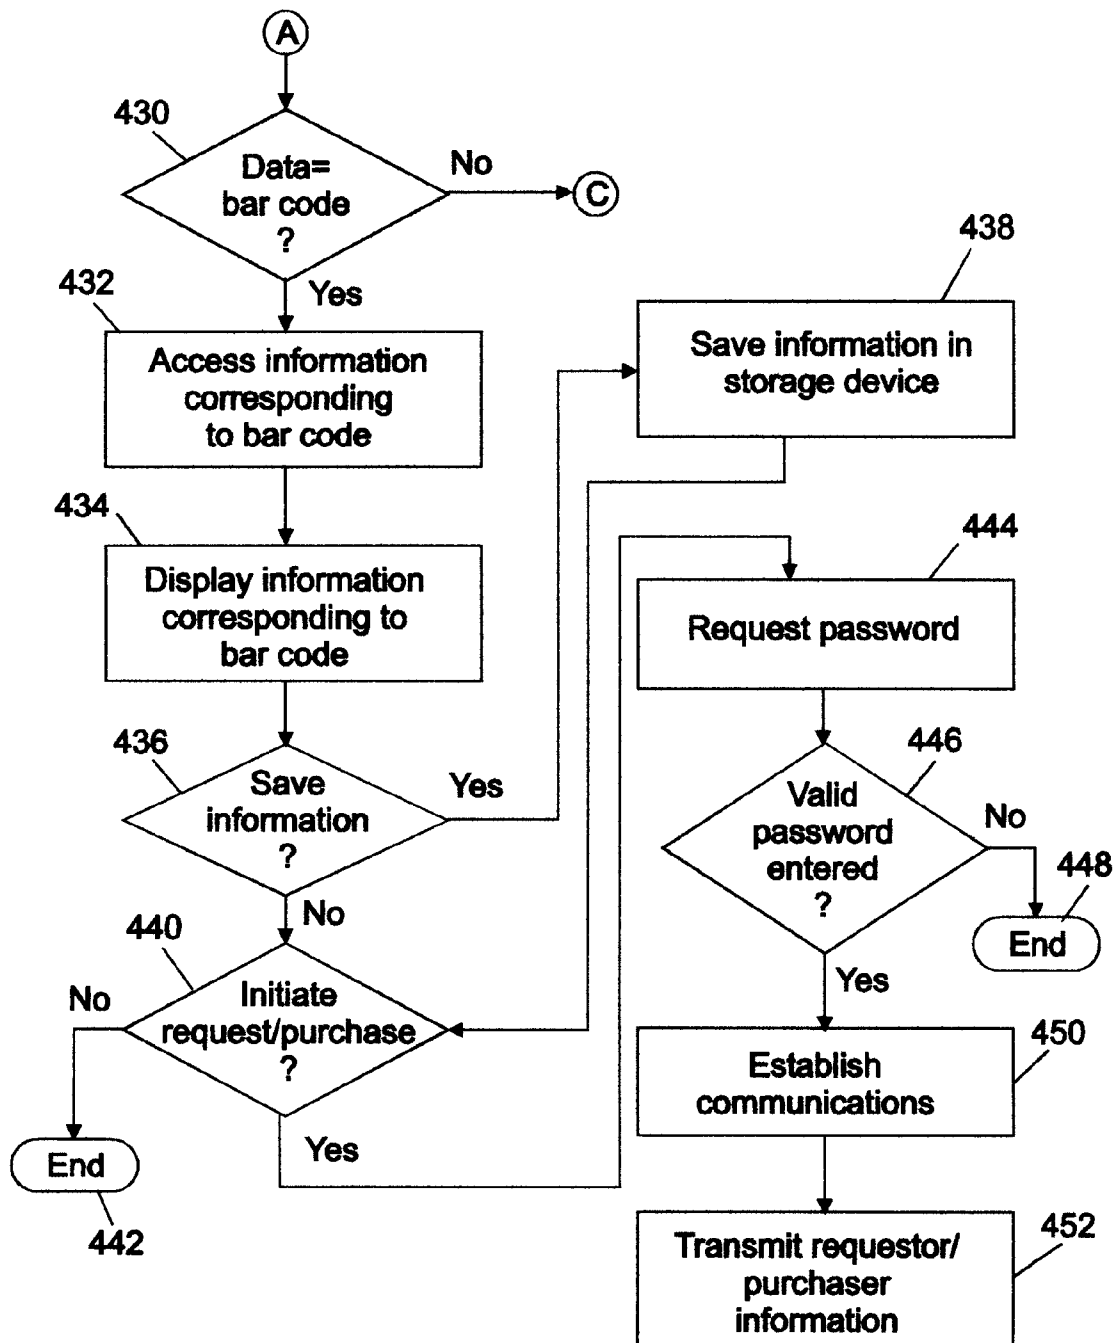 A
430
Data=
bar code
?
No
C
Yes
432
Access information
corresponding
to bar code
434
Display information
corresponding to
bar code
436
Save
information
?
Yes
No
438
Save information in
storage device
440
Initiate
request/purchase
?
No
End
442
Yes
444
Request password
446
Valid
password
entered
?
No
448
End
Yes
450
Establish
communications
452
Transmit requestor/
purchaser
information